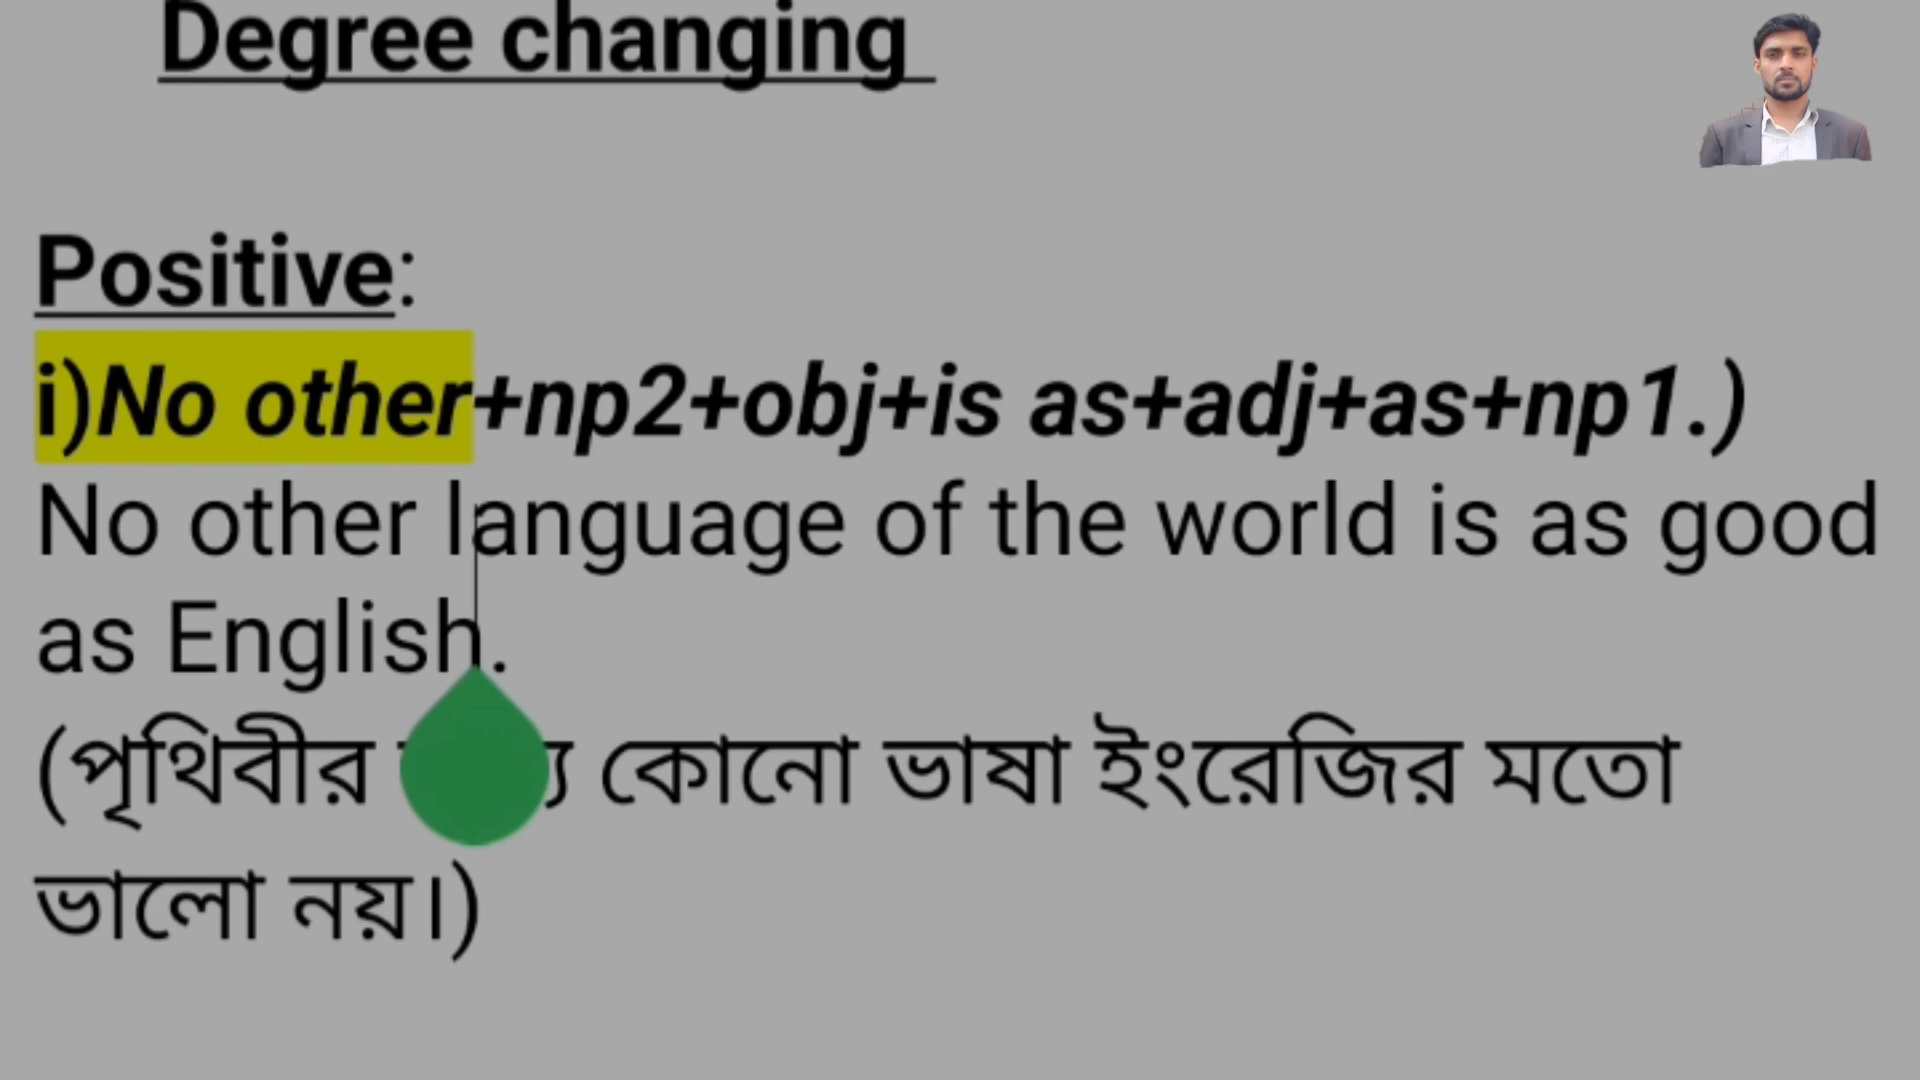 Degree changing
Positive:
i)No other+np2+obj+is as+adj+as+np1.)
No other language of the world is as good
as English.
(পৃথিবীর কোনো ভাষা ইংরেজির মতো
ভালো নয়।)